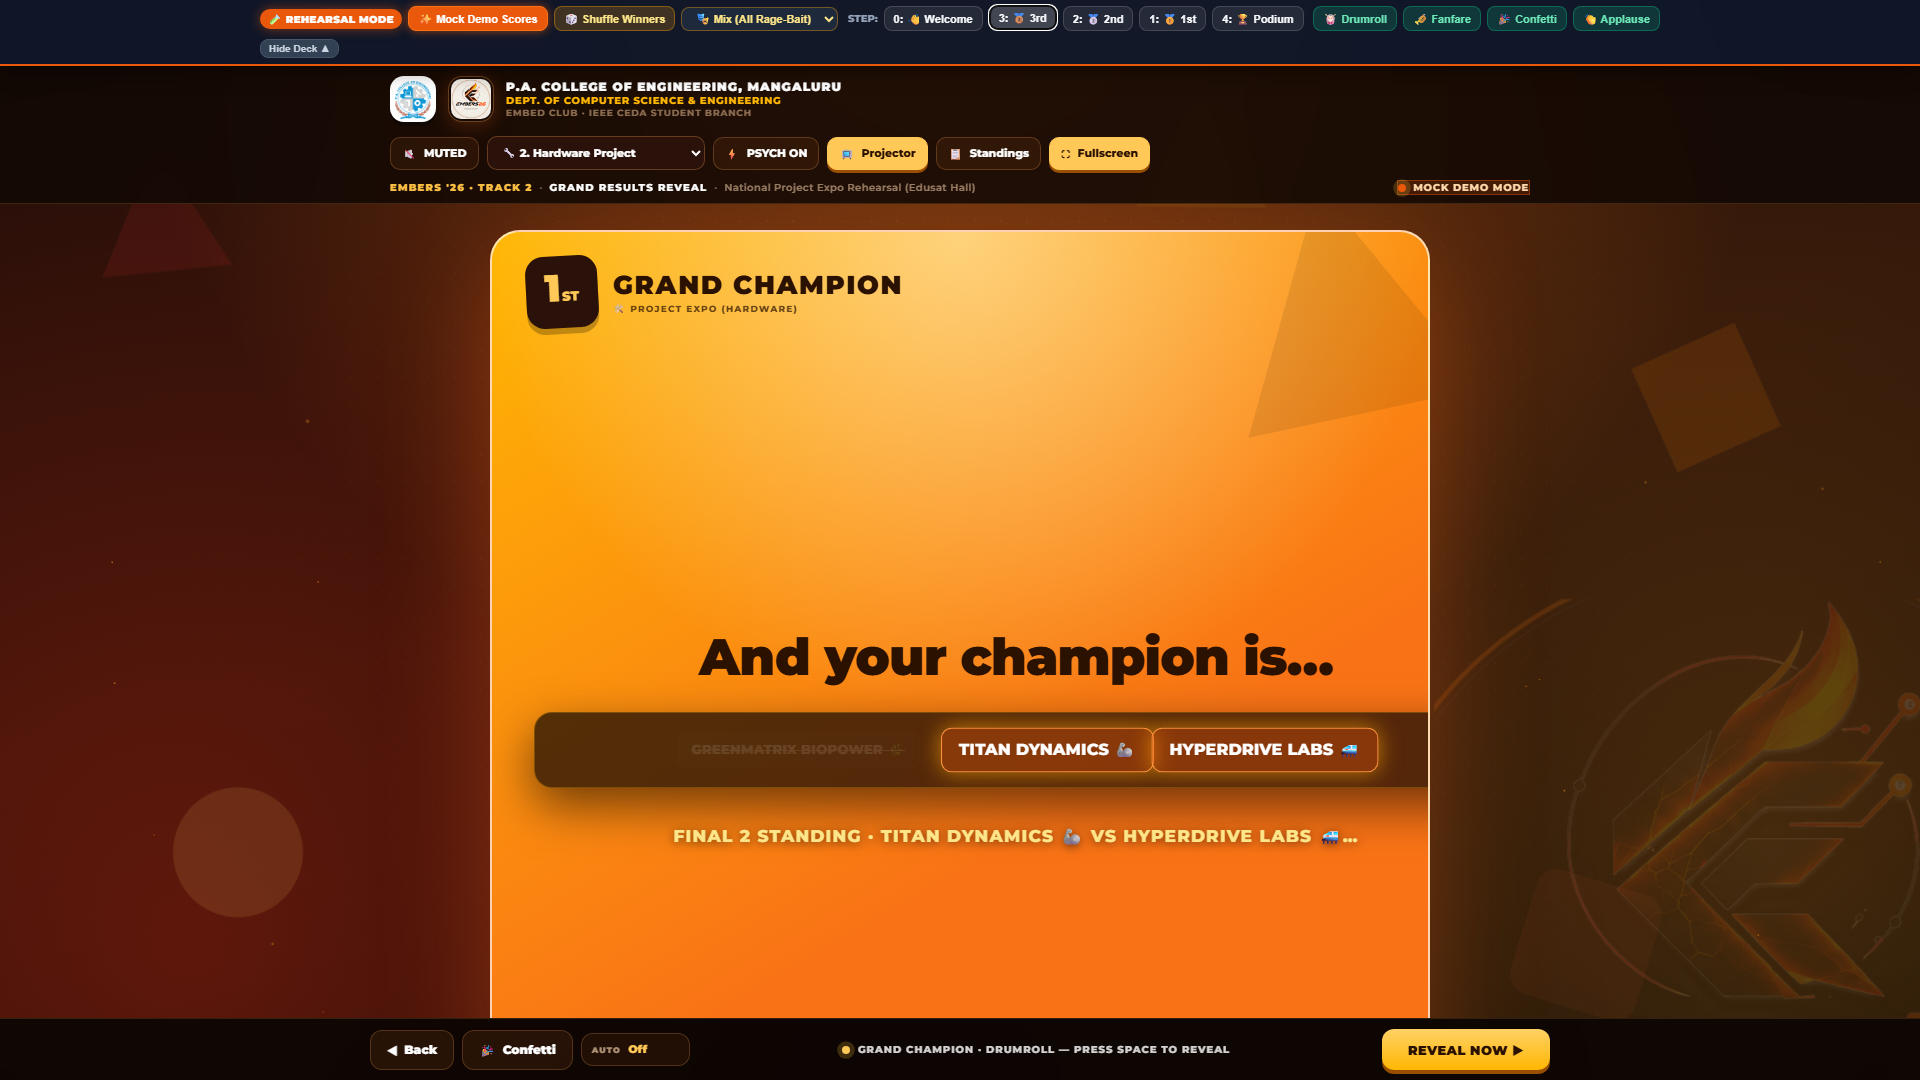 REHEARSAL MODE
Mock Demo Scores
Shuffle Winners
Mix (All Rage-Bait)
STEP:
0: Welcome
3: 3rd
2: 2nd
1: 1st
4: Podium
Drumroll
Fanfare
Confetti
Applause
Hide Deck ▲
P.A. COLLEGE OF ENGINEERING, MANGALURU
DEPT. OF COMPUTER SCIENCE & ENGINEERING
EMBED CLUB · IEEE CEDA STUDENT BRANCH
MUTED
2. Hardware Project
PSYCH ON
Projector
Standings
Fullscreen
EMBERS '26 • TRACK 2 · GRAND RESULTS REVEAL · National Project Expo Rehearsal (Edusat Hall)
MOCK DEMO MODE
1ST
GRAND CHAMPION
PROJECT EXPO (HARDWARE)
And your champion is...
GREENMATRIX BIOPOWER
TITAN DYNAMICS
HYPERDRIVE LABS
FINAL 2 STANDING · TITAN DYNAMICS VS HYPERDRIVE LABS ...
◀ Back
Confetti
AUTO Off
GRAND CHAMPION · DRUMROLL — PRESS SPACE TO REVEAL
REVEAL NOW ▶